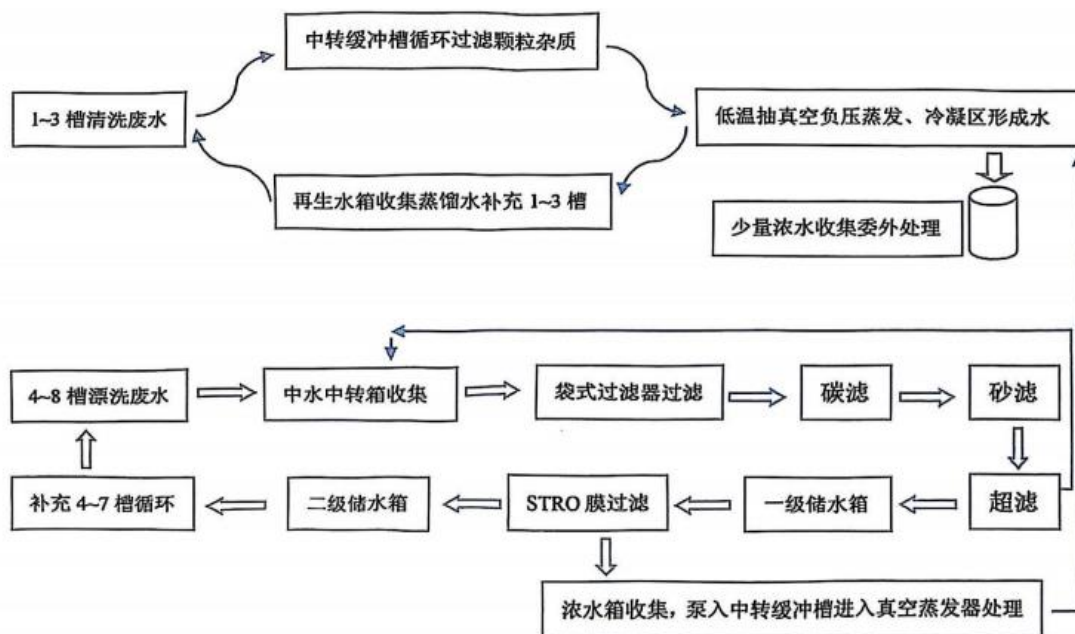 中转缓冲槽循环过滤颗粒杂质
1~3 槽清洗废水
低温抽真空负压蒸发、冷凝区形成水
再生水箱收集蒸馏水补充 1~3 槽
少量浓水收集委外处理
4~8 槽漂洗废水
中水中转箱收集
袋式过滤器过滤
碳滤
砂滤
补充 4~7 槽循环
二级储水箱
STRO 膜过滤
一级储水箱
超滤
浓水箱收集，泵入中转缓冲槽进入真空蒸发器处理